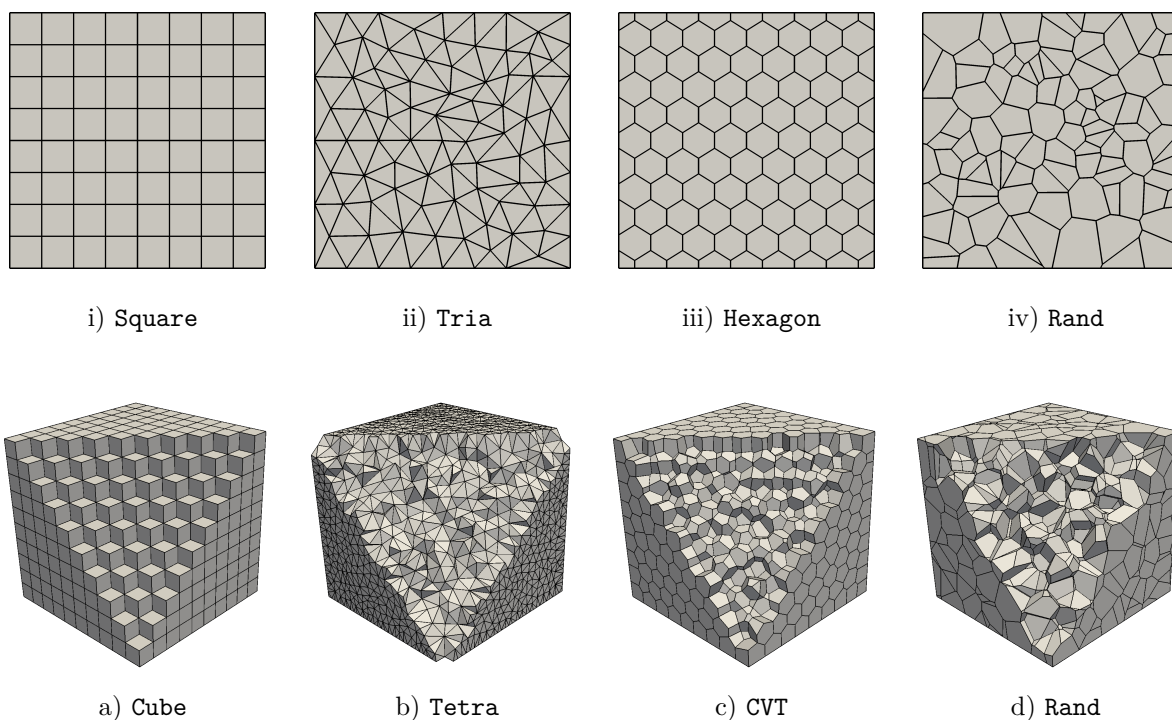 i) Square
ii) Tria
iii) Hexagon
iv) Rand
a) Cube
b) Tetra
c) CVT
d) Rand